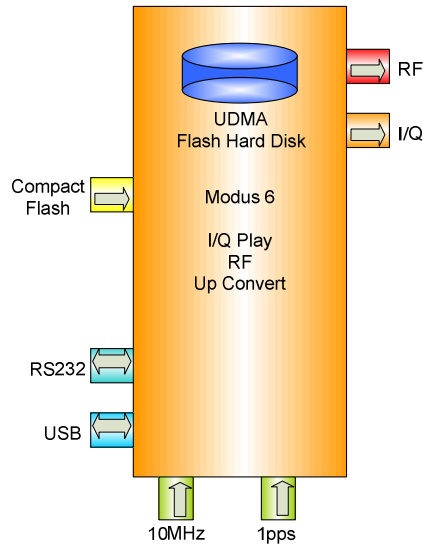 RF
UDMA
Flash Hard Disk
I/Q
Compact
Flash
Modus 6
I/Q Play
RF
Up Convert
RS232
USB
10MHz
1pps